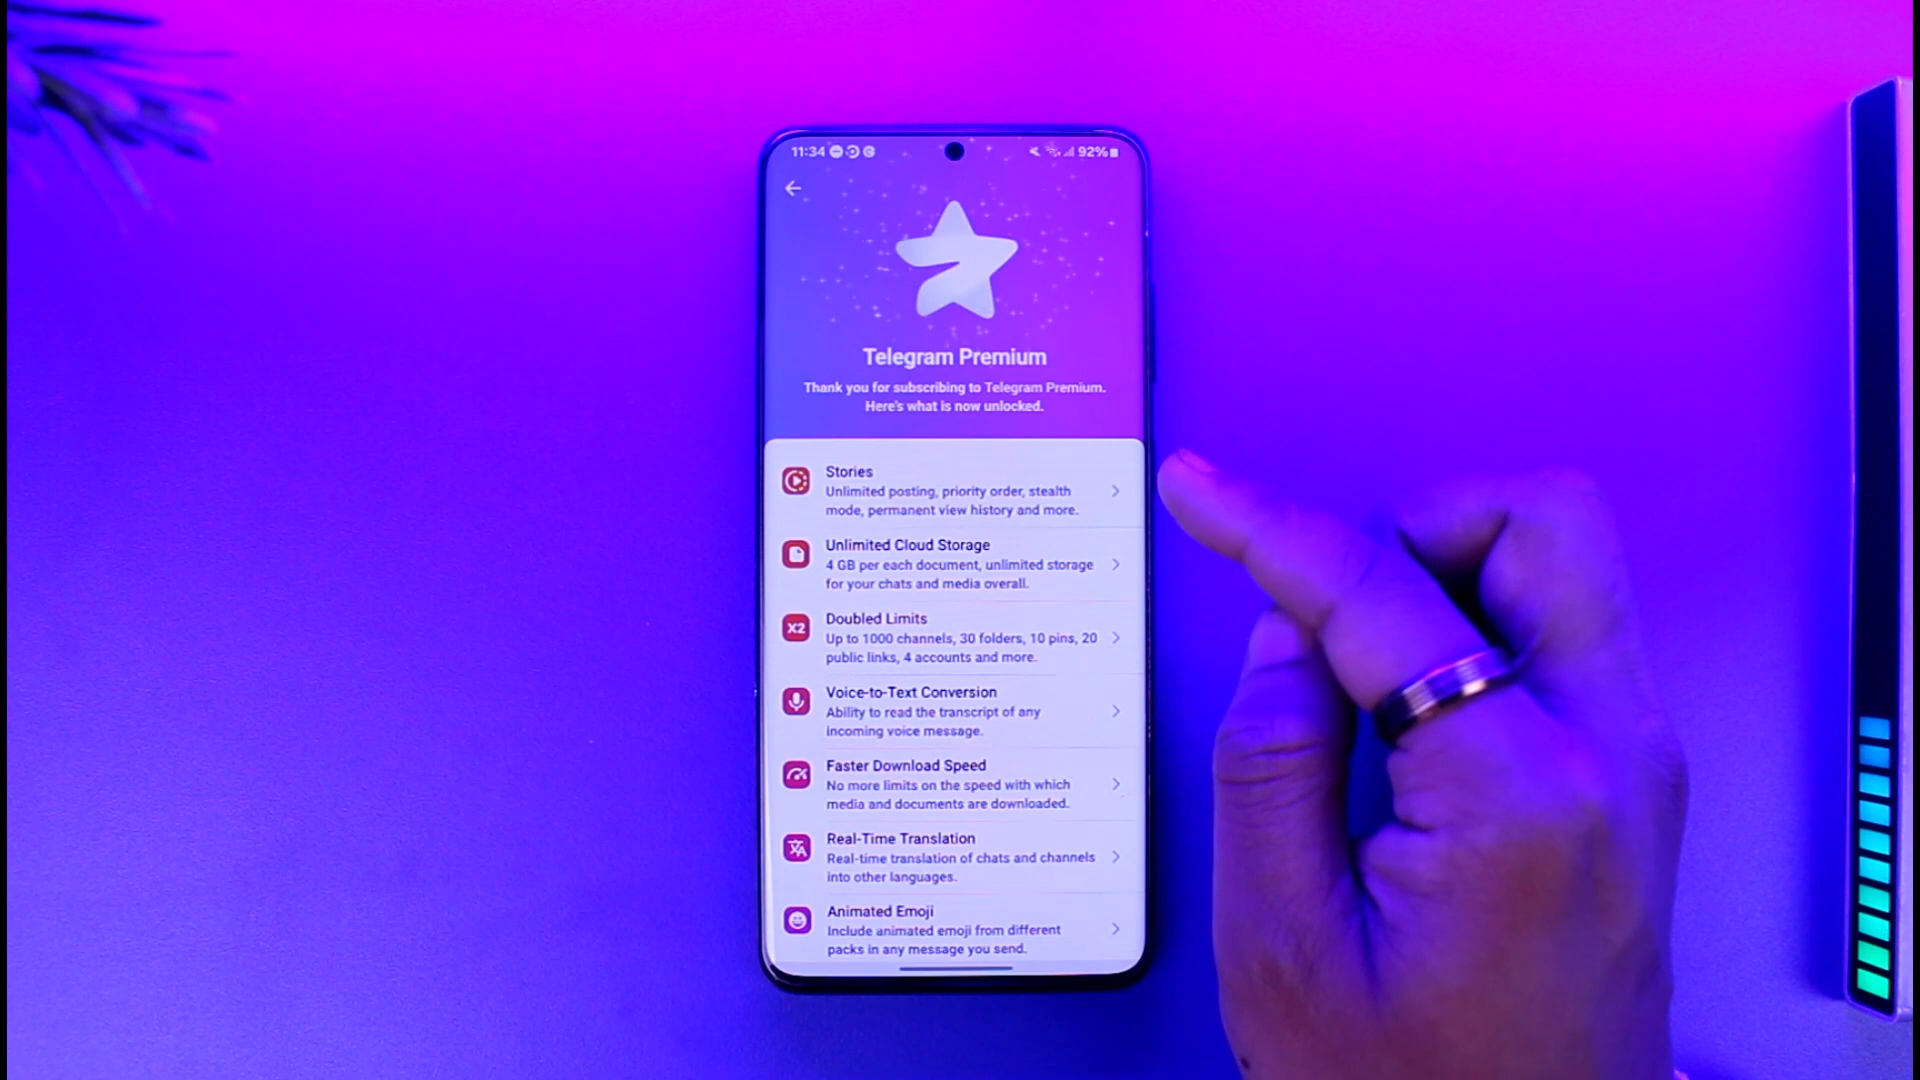 11:34
92%
Telegram Premium
Thank you for subscribing to Telegram Premium.
Here's what is now unlocked.
Stories
Unlimited posting, priority order, stealth
mode, permanent view history and more.
Unlimited Cloud Storage
4 GB per each document, unlimited storage
for your chats and media overall.
X2
Doubled Limits
Up to 1000 channels, 30 folders, 10 pins, 20
public links, 4 accounts and more.
Voice-to-Text Conversion
Ability to read the transcript of any
incoming voice message.
Faster Download Speed
No more limits on the speed with which
media and documents are downloaded.
Real-Time Translation
Real-time translation of chats and channels
into other languages.
Animated Emoji
Include animated emoji from different
packs in any message you send.